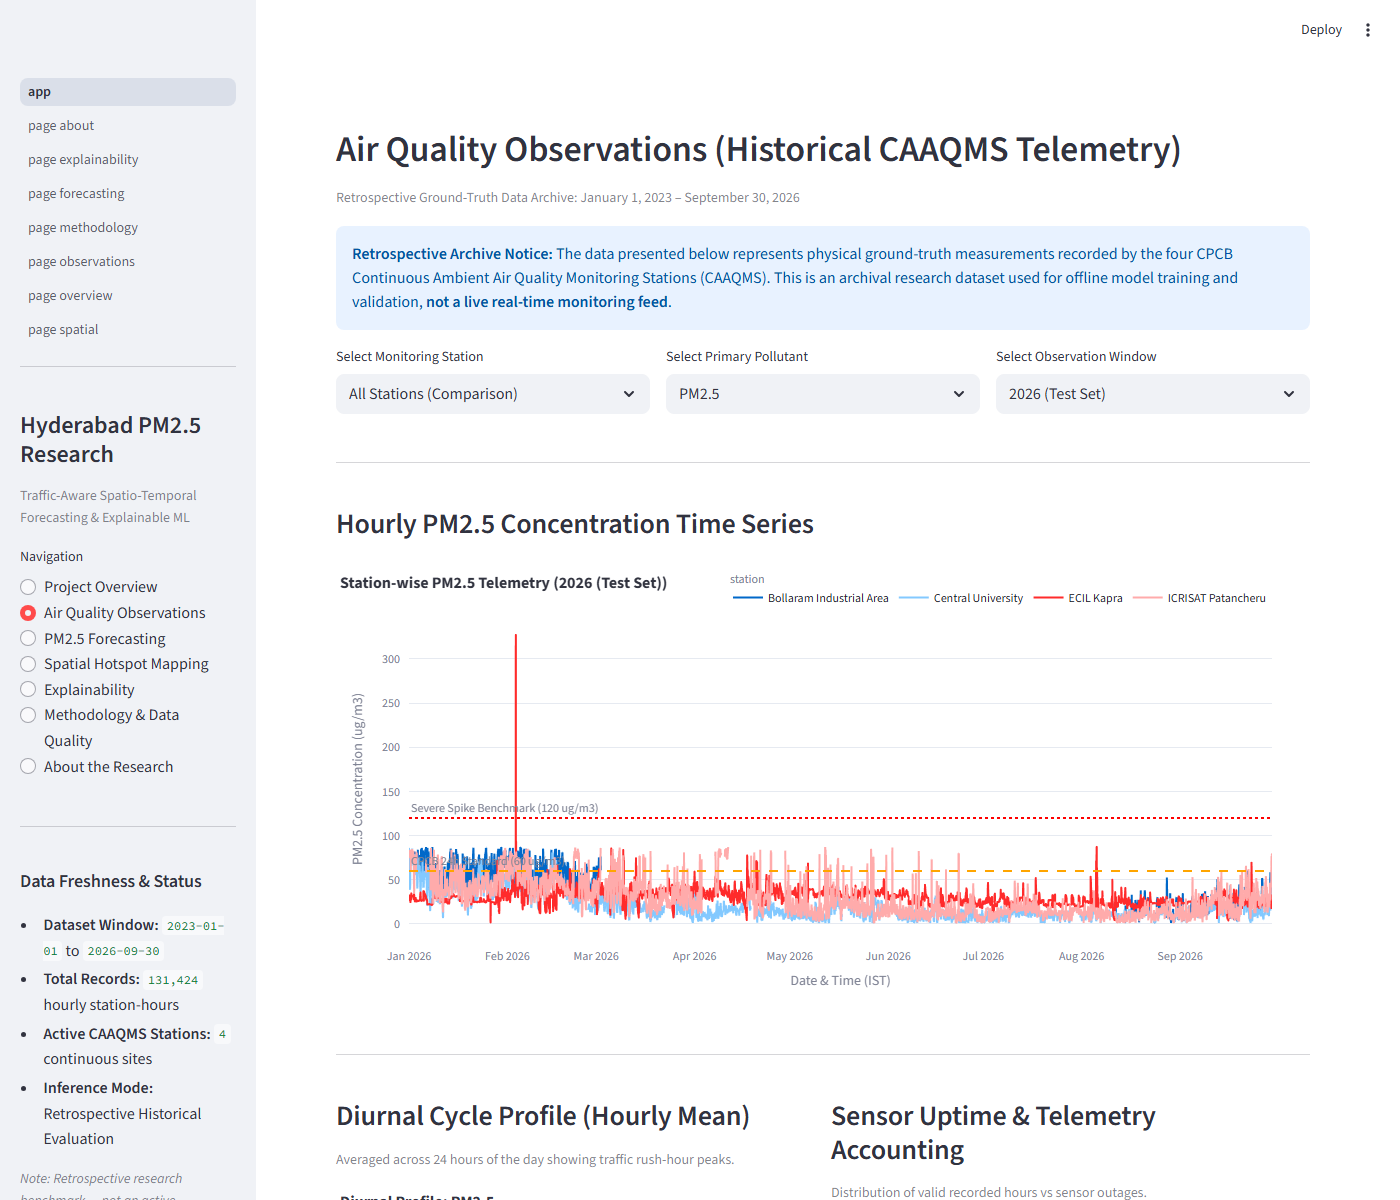 Deploy
app
page about
page explainability
page forecasting
page methodology
page observations
page overview
page spatial
Hyderabad PM2.5
Research
Traffic-Aware Spatio-Temporal
Forecasting & Explainable ML
Navigation
Project Overview
Air Quality Observations
PM2.5 Forecasting
Spatial Hotspot Mapping
Explainability
Methodology & Data
Quality
About the Research
Data Freshness & Status
Dataset Window: 2023-01-
01 to 2026-09-30
Total Records: 131,424
hourly station-hours
Active CAAQMS Stations: 4
continuous sites
Inference Mode:
Retrospective Historical
Evaluation
Note: Retrospective research
Air Quality Observations (Historical CAAQMS Telemetry)
Retrospective Ground-Truth Data Archive: January 1, 2023 – September 30, 2026
Retrospective Archive Notice: The data presented below represents physical ground-truth measurements recorded by the four CPCB
Continuous Ambient Air Quality Monitoring Stations (CAAQMS). This is an archival research dataset used for offline model training and
validation, not a live real-time monitoring feed.
Select Monitoring Station
All Stations (Comparison)
Select Primary Pollutant
PM2.5
Select Observation Window
2026 (Test Set)
Hourly PM2.5 Concentration Time Series
Station-wise PM2.5 Telemetry (2026 (Test Set))
station
Bollaram Industrial Area
Central University
ECIL Kapra
ICRISAT Patancheru
PM2.5 Concentration (ug/m3)
300
250
200
150
100
50
0
Severe Spike Benchmark (120 ug/m3)
Jan 2026
Feb 2026
Mar 2026
Apr 2026
May 2026
Jun 2026
Jul 2026
Aug 2026
Sep 2026
Date & Time (IST)
Diurnal Cycle Profile (Hourly Mean)
Averaged across 24 hours of the day showing traffic rush-hour peaks.
Diurnal Profile: PM2.5
Sensor Uptime & Telemetry
Accounting
Distribution of valid recorded hours vs sensor outages.